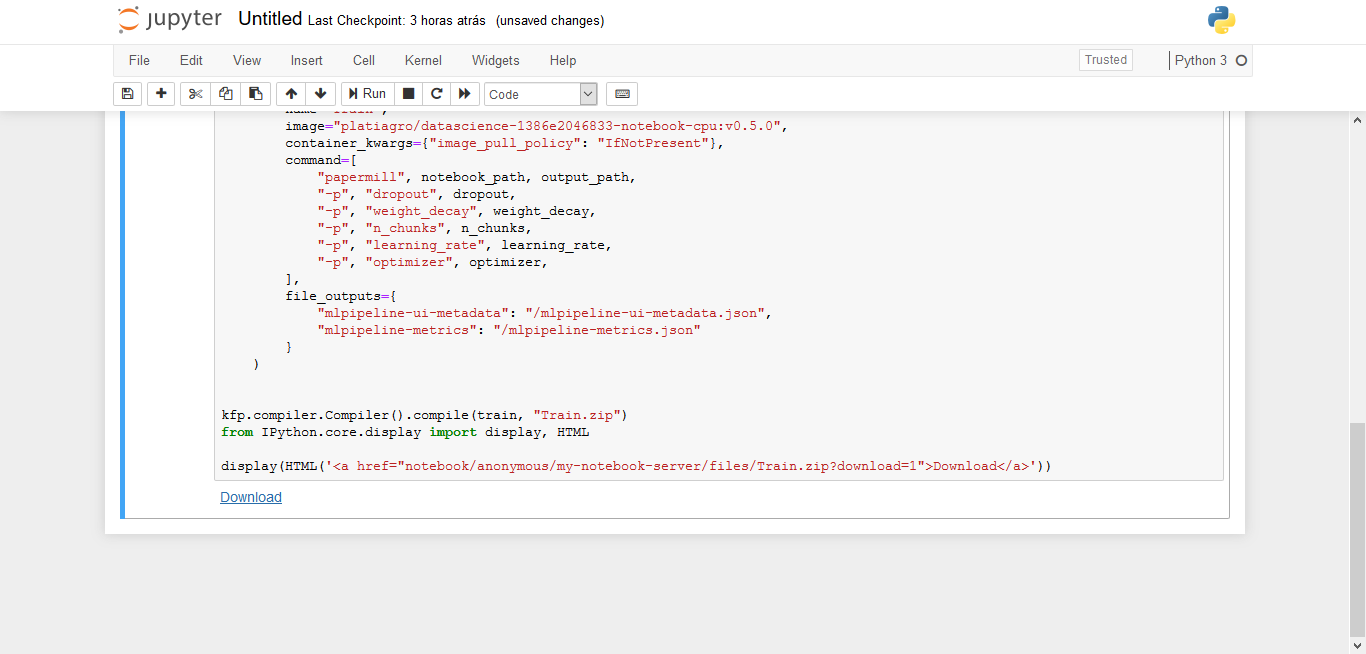 jupyter Untitled Last Checkpoint: 3 horas atrás (unsaved changes)
File Edit View Insert Cell Kernel Widgets Help Trusted Python 3
Run Code
image="platiagro/datascience-1386e2046833-notebook-cpu:v0.5.0",
container_kwargs={"image_pull_policy": "IfNotPresent"},
command=[
"papermill", notebook_path, output_path,
"-p", "dropout", dropout,
"-p", "weight_decay", weight_decay,
"-p", "n_chunks", n_chunks,
"-p", "learning_rate", learning_rate,
"-p", "optimizer", optimizer,
],
file_outputs={
"mlpipeline-ui-metadata": "/mlpipeline-ui-metadata.json",
"mlpipeline-metrics": "/mlpipeline-metrics.json"
}
)
kfp.compiler.Compiler().compile(train, "Train.zip")
from IPython.core.display import display, HTML
display(HTML('<a href="notebook/anonymous/my-notebook-server/files/Train.zip?download=1">Download</a>'))
Download